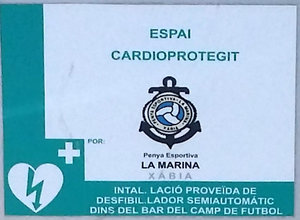 ESPAI
CARDIOPROTEGIT
POR:
Penya Esportiva
LA MARINA
XÀBIA
INTAL. LACIÓ PROVEÏDA DE
DESFIBIL.LADOR SEMIAUTOMÁTIC
DINS DEL BAR DEL CAMP DE FUTBOL